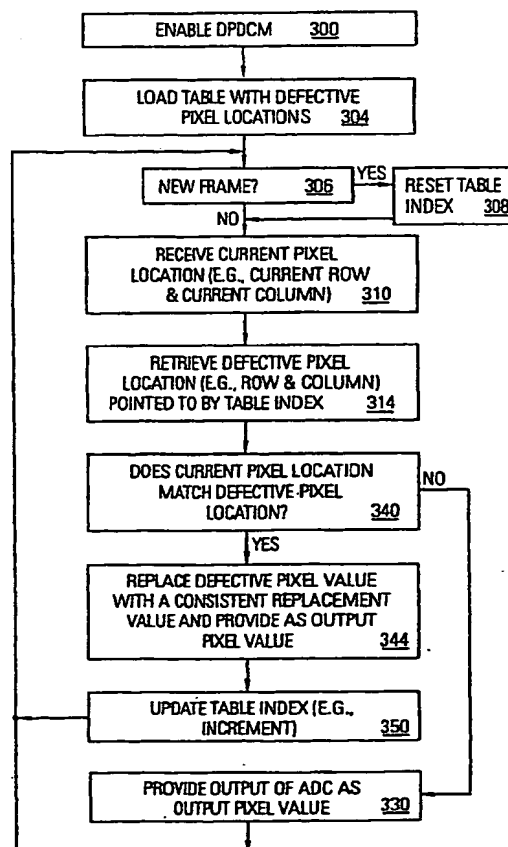 ENABLE DPDCM 300
LOAD TABLE WITH DEFECTIVE
PIXEL LOCATIONS 304
NEW FRAME? 306
YES
RESET TABLE
INDEX 308
NO
RECEIVE CURRENT PIXEL
LOCATION (E.G., CURRENT ROW
& CURRENT COLUMN) 310
RETRIEVE DEFECTIVE PIXEL
LOCATION (E.G., ROW & COLUMN)
POINTED TO BY TABLE INDEX 314
DOES CURRENT PIXEL LOCATION
MATCH DEFECTIVE PIXEL
LOCATION? 340
NO
YES
REPLACE DEFECTIVE PIXEL VALUE
WITH A CONSISTENT REPLACEMENT
VALUE AND PROVIDE AS OUTPUT
PIXEL VALUE 344
UPDATE TABLE INDEX (E.G.,
INCREMENT) 350
PROVIDE OUTPUT OF ADC AS
OUTPUT PIXEL VALUE 330